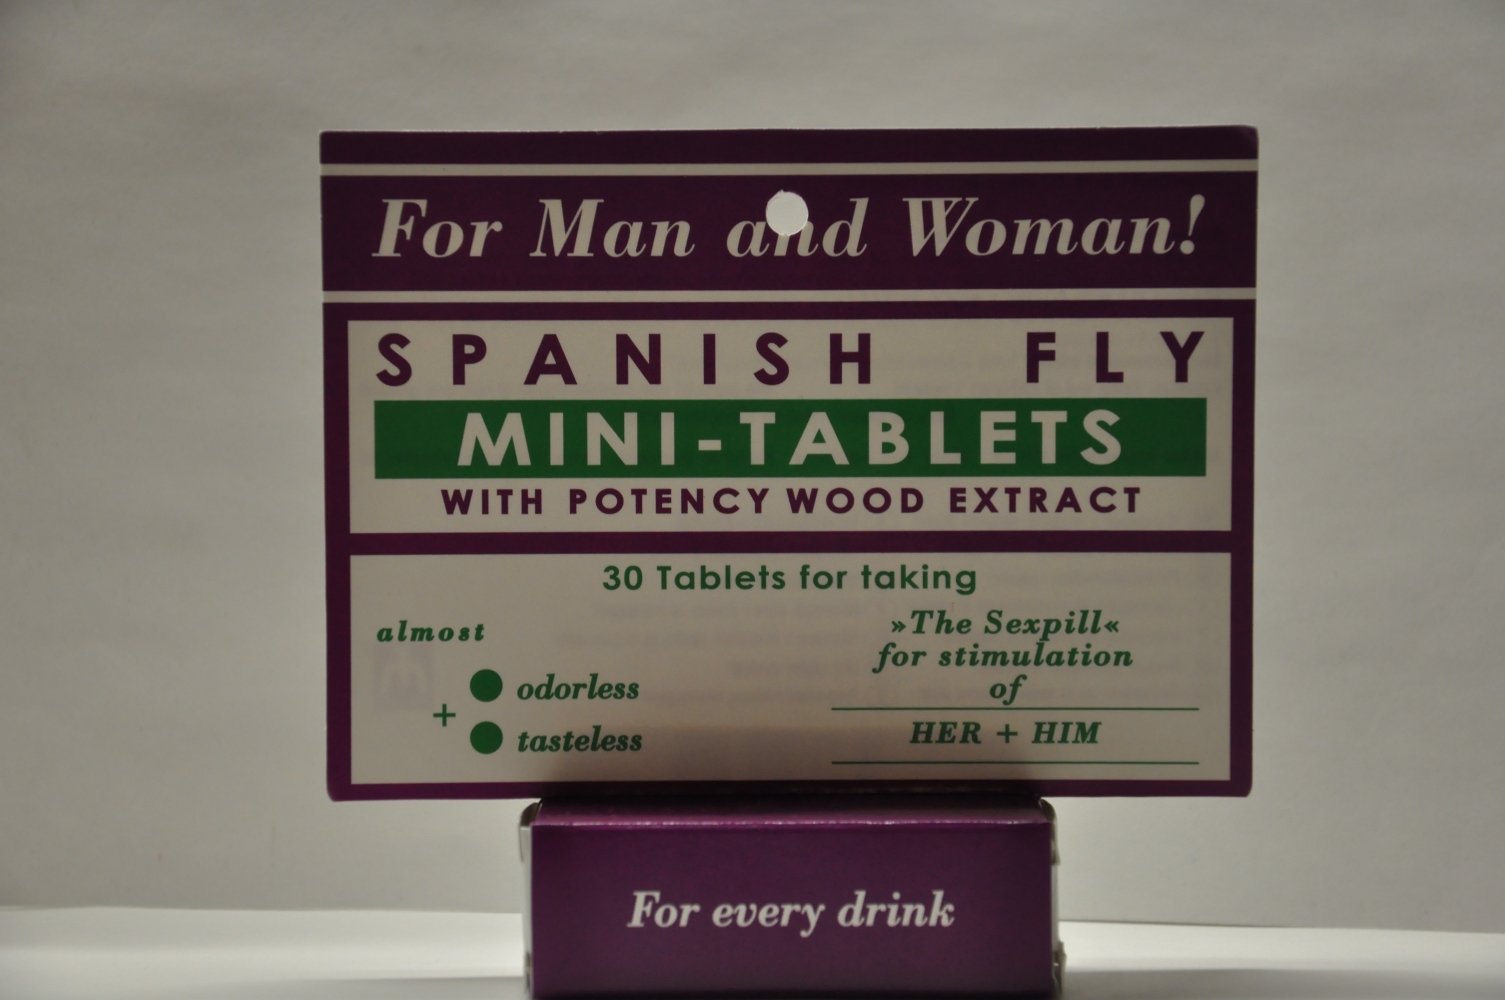 For Man and Woman!
SPANISH FLY
MINI-TABLETS
WITH POTENCY WOOD EXTRACT
30 Tablets for taking
almost
+
odorless
tasteless
»The Sexpill«
for stimulation
of
HER + HIM
For every drink